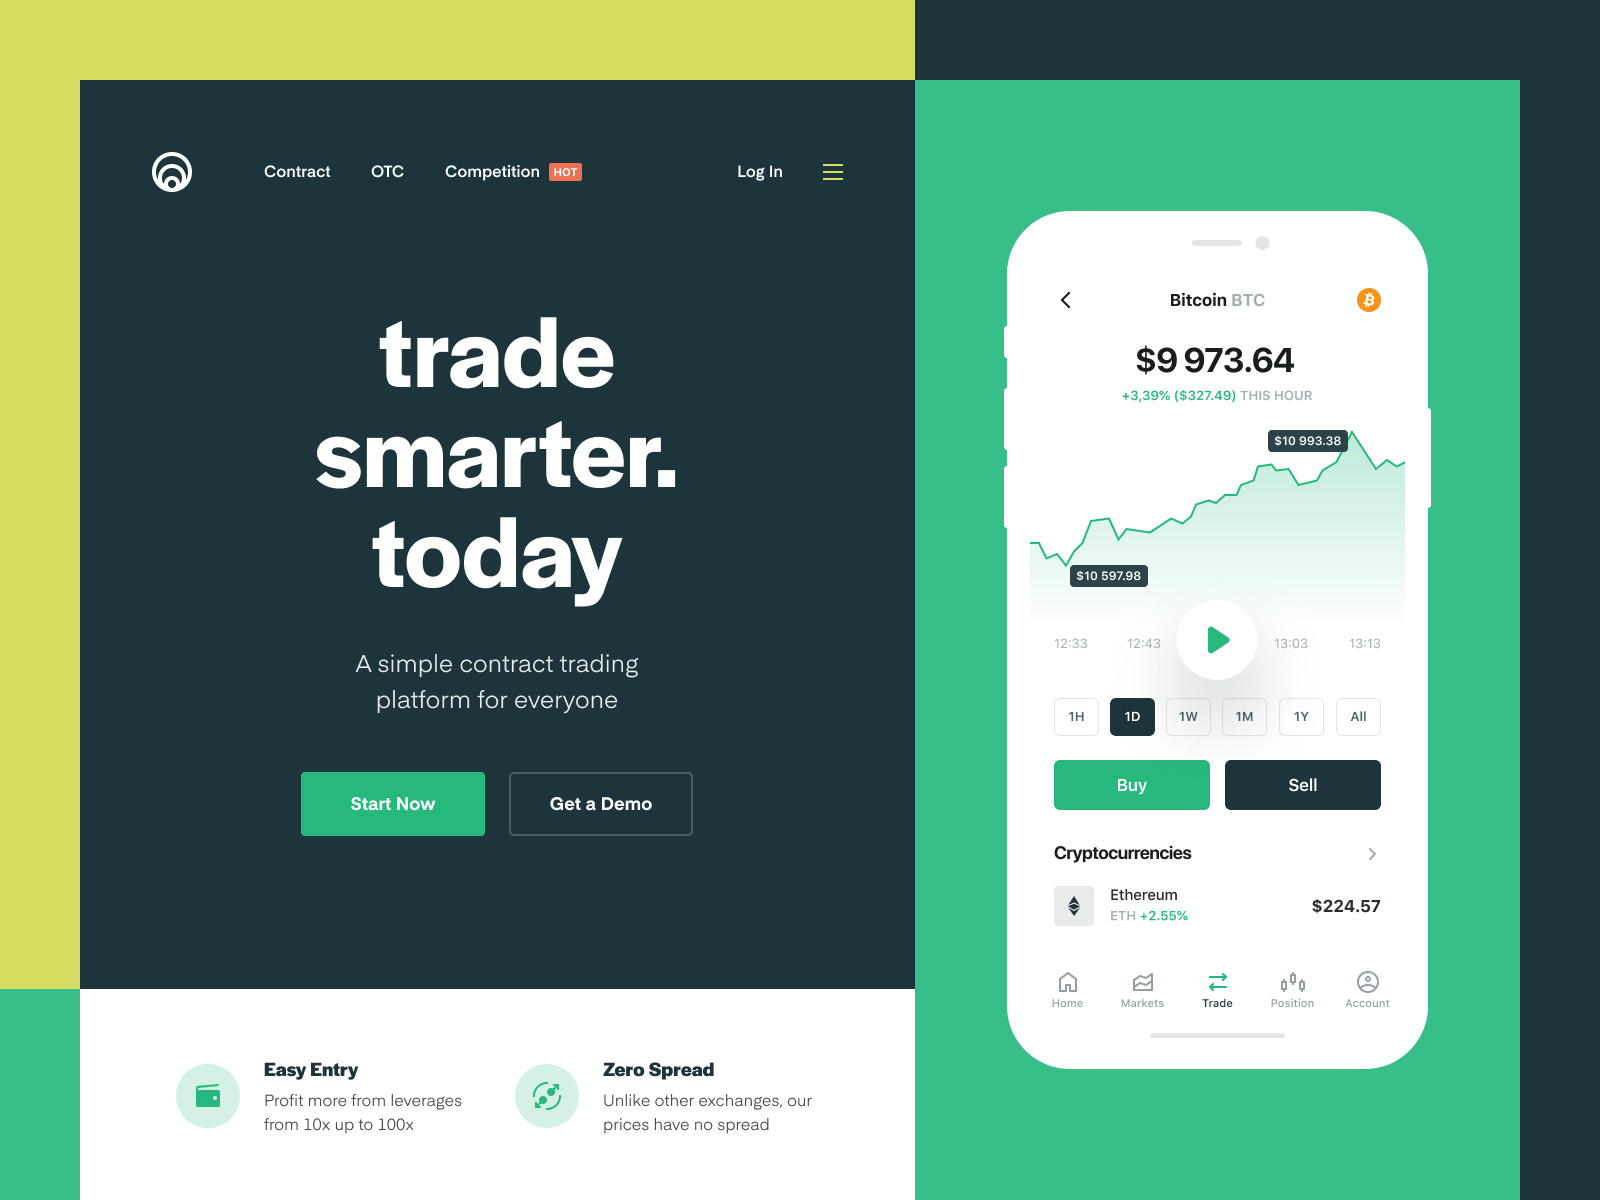 Contract OTC Competition HOT Log In
trade
smarter.
today
A simple contract trading
platform for everyone
Start Now Get a Demo
Easy Entry
Profit more from leverages
from 10x up to 100x
Zero Spread
Unlike other exchanges, our
prices have no spread
Bitcoin BTC
$9 973.64
+3,39% ($327.49) THIS HOUR
$10 993.38
$10 597.98
12:33 12:43 13:03 13:13
1H 1D 1W 1M 1Y All
Buy Sell
Cryptocurrencies
Ethereum
ETH +2.55%
$224.57
Home Markets Trade Position Account